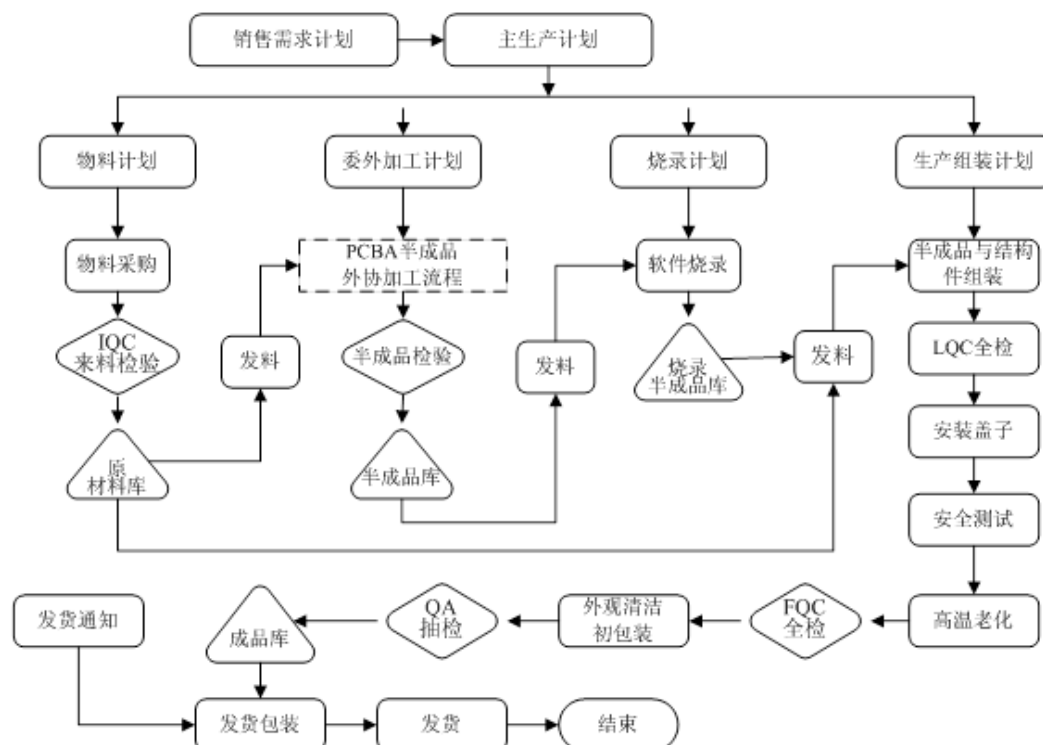 销售需求计划
主生产计划
物料计划
委外加工计划
烧录计划
生产组装计划
物料采购
PCBA半成品
外协加工流程
软件烧录
半成品与结构
件组装
IQC
来料检验
发料
半成品检验
发料
烧录
半成品库
发料
LQC全检
安装盖子
原
材料库
半成品库
安全测试
发货通知
成品库
QA
抽检
外观清洁
初包装
FQC
全检
高温老化
发货包装
发货
结束